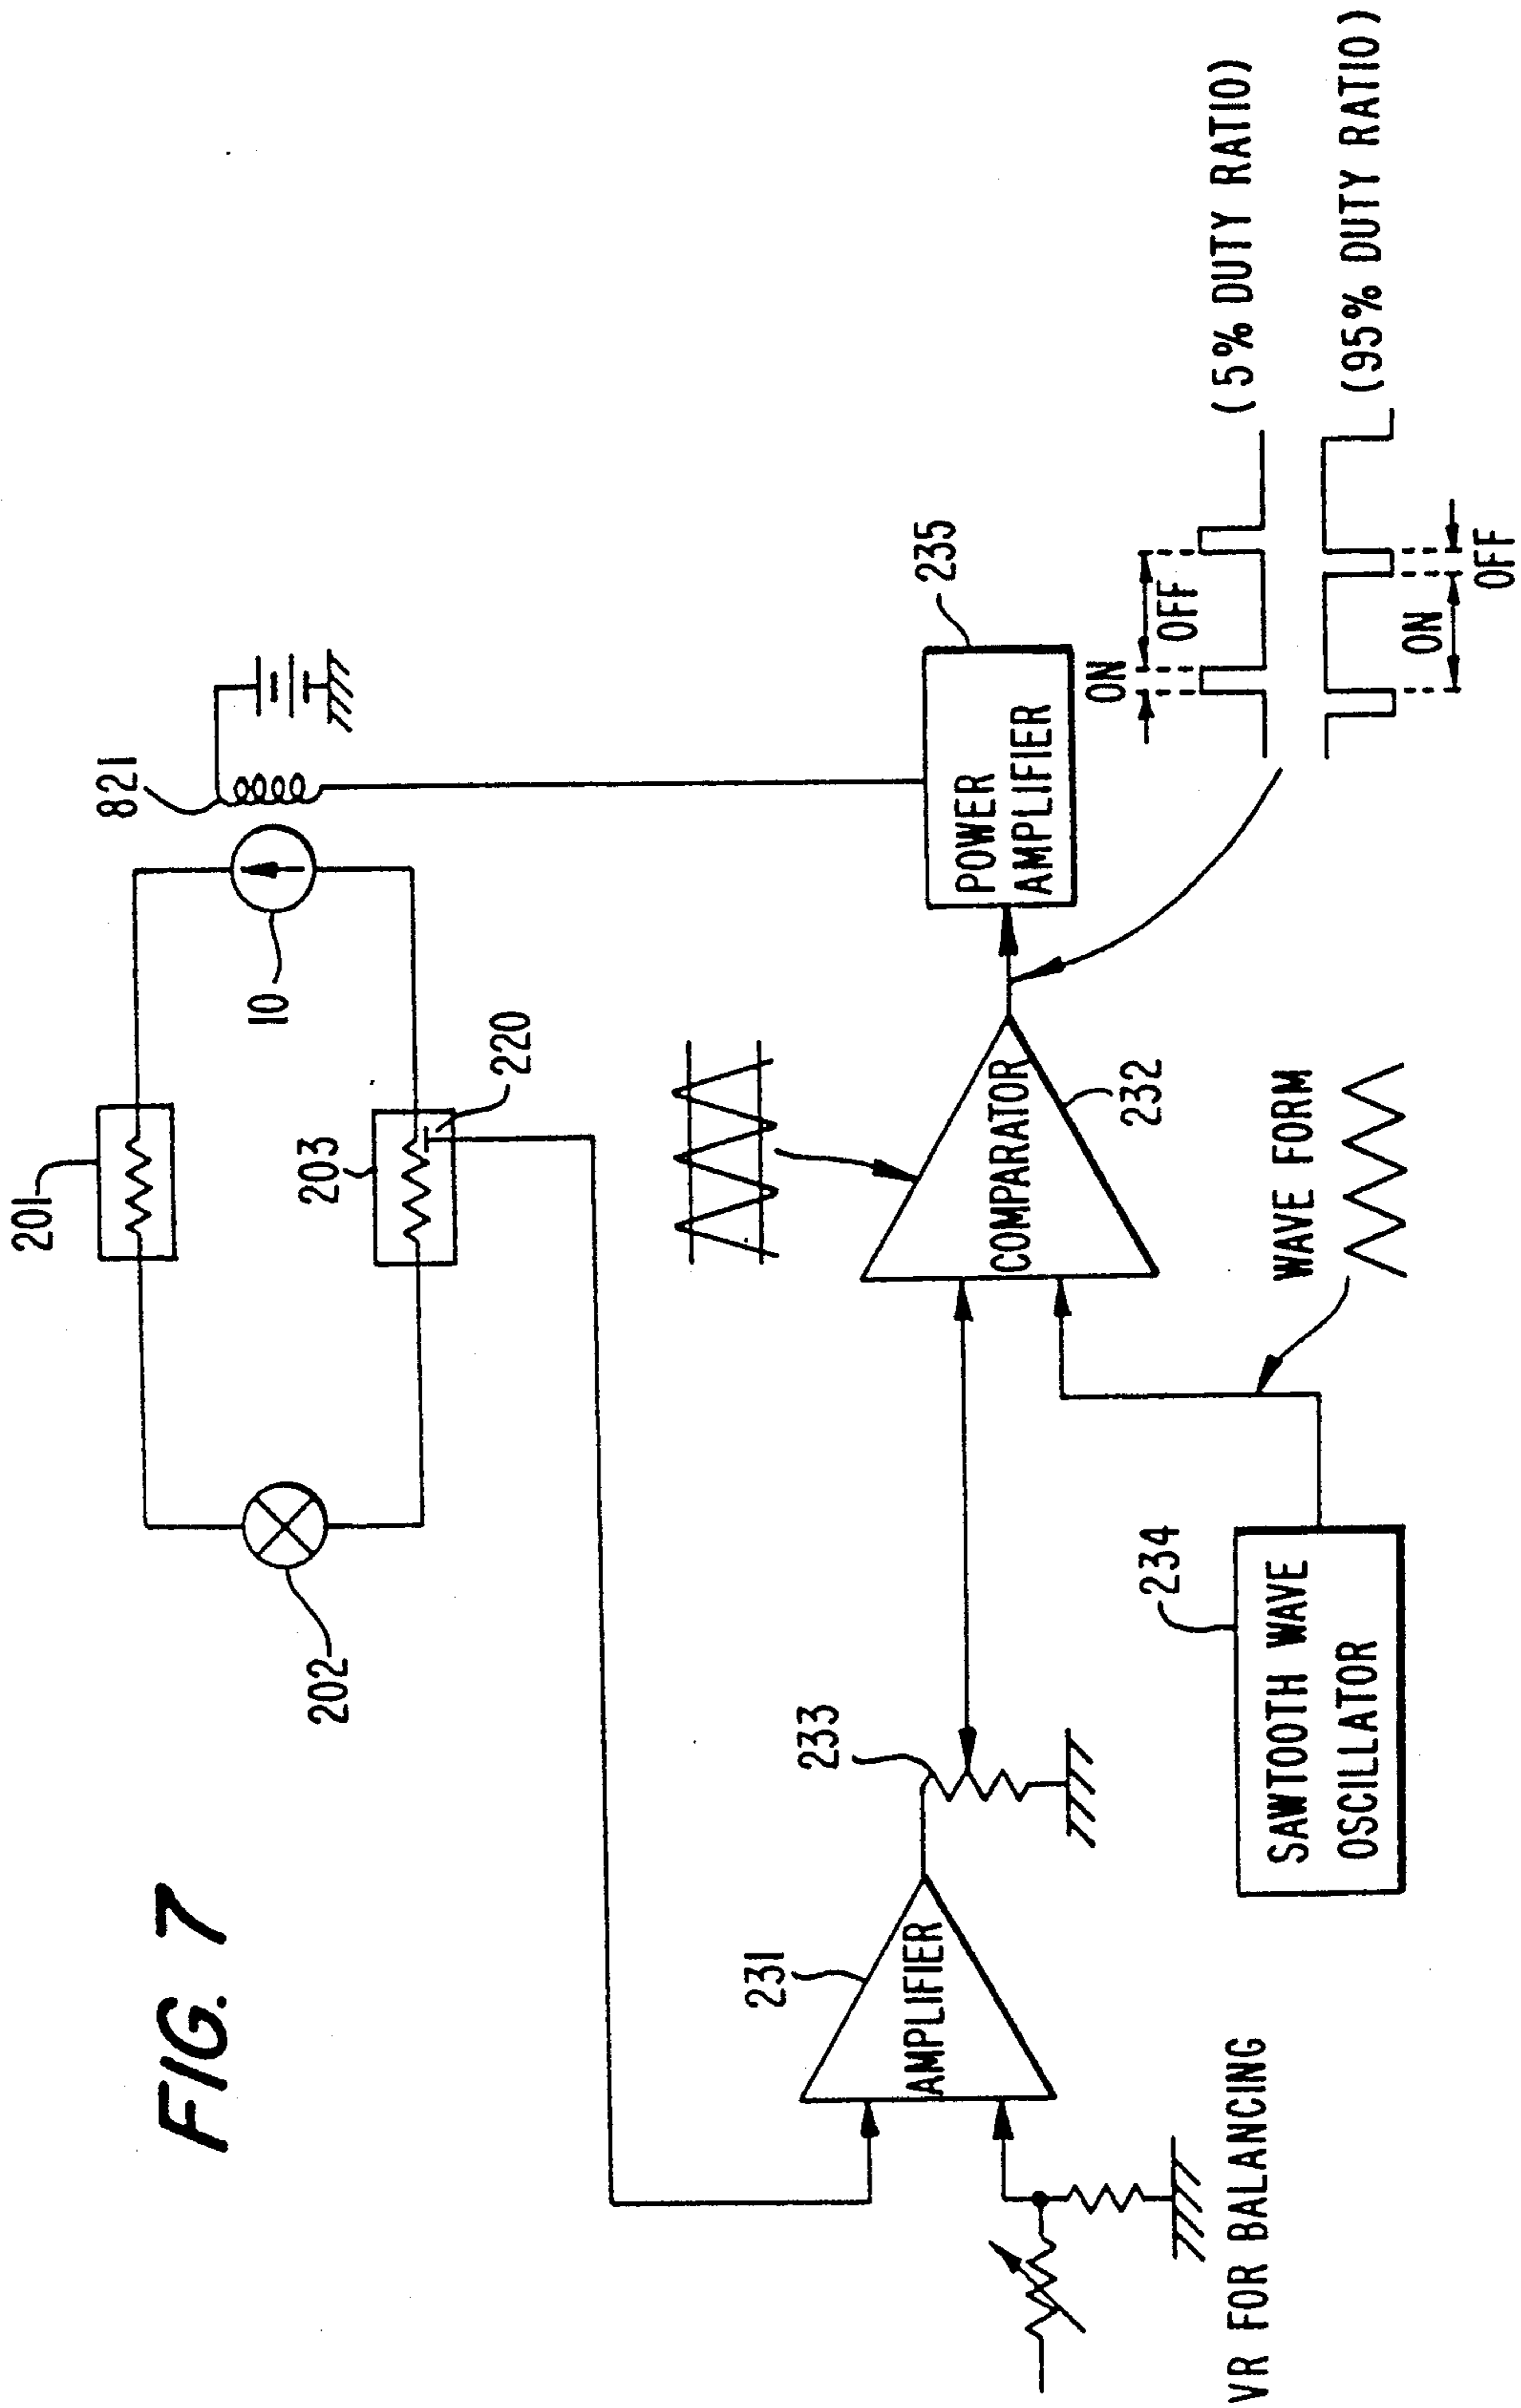 FIG. 7
201
202
203
220
10
821
231
AMPLIFIER
VR FOR BALANCING
233
234
SAWTOOTH WAVE
OSCILLATOR
WAVE FORM
COMPARATOR
232
POWER
AMPLIFIER
235
ON
OFF
(5% DUTY RATIO)
ON
OFF
(95% DUTY RATIO)